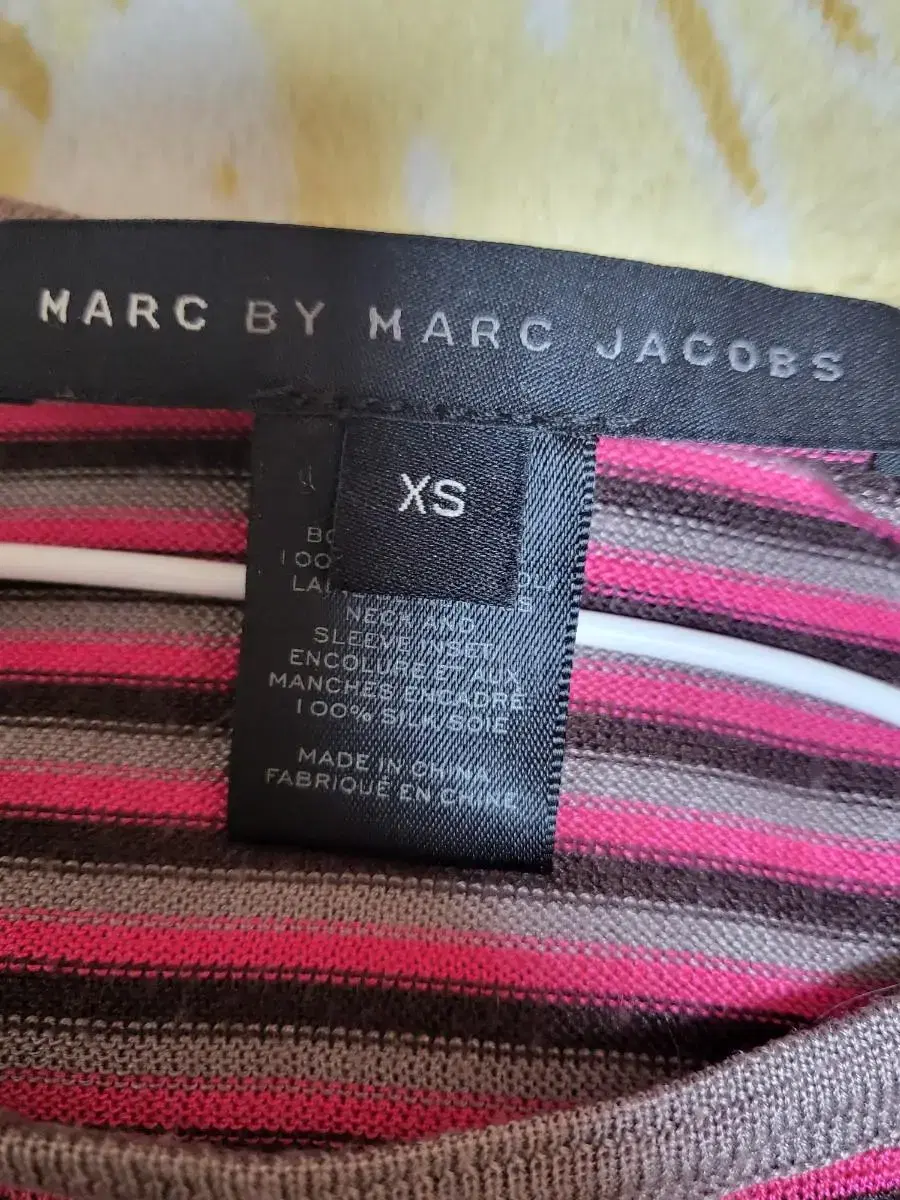 MARC BY MARC JACOBS
XS
NECK AND
SLEEVE INSET
ENCOLURE ET AUX
MANCHES ENCADRE
100% SILK/SOIE
MADE IN CHINA
FABRIQUÉ EN CHINE